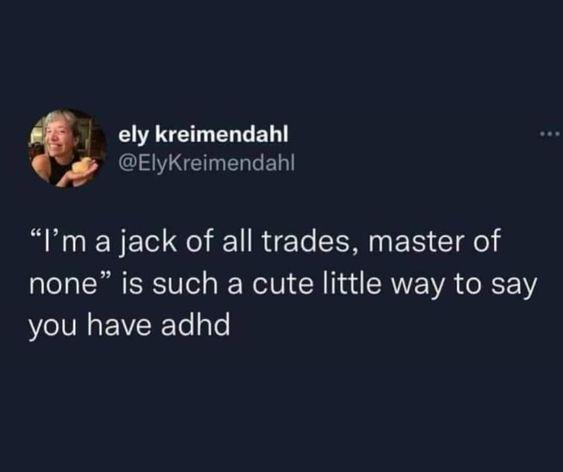 ely kreimendahl
@ElyKreimendahl
“I’m a jack of all trades, master of
none” is such a cute little way to say
you have adhd